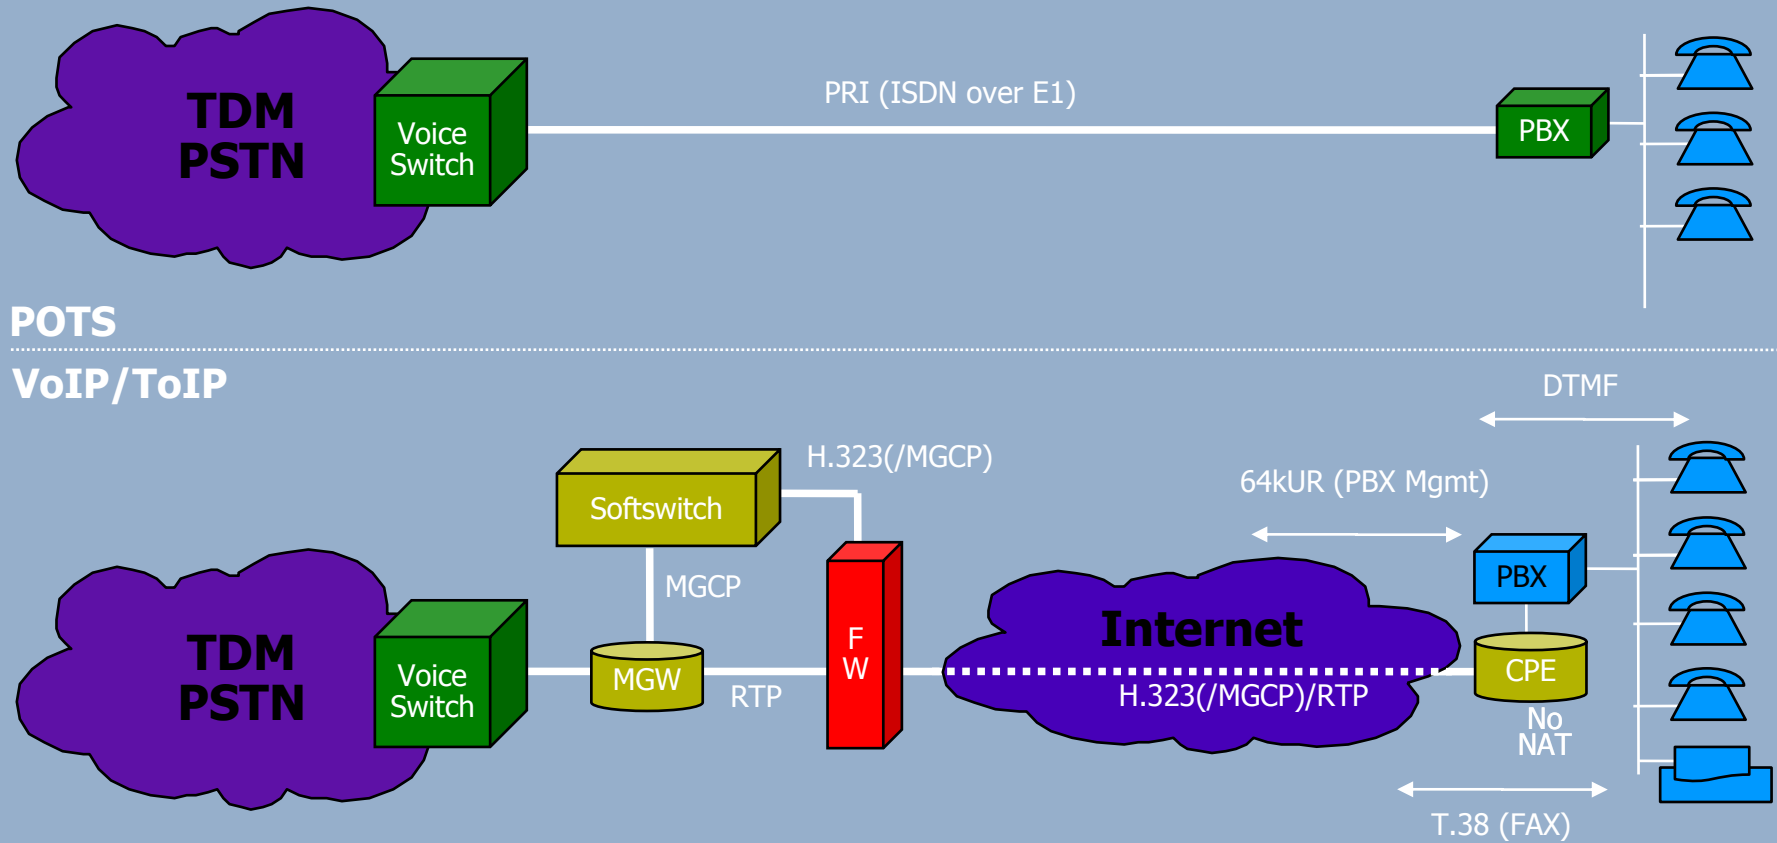 TDM
PSTN
Voice
Switch
PRI (ISDN over E1)
PBX
POTS
VoIP/ToIP
DTMF
H.323(/MGCP)
64kUR (PBX Mgmt)
Softswitch
MGCP
PBX
TDM
PSTN
Voice
Switch
MGW
RTP
F
W
Internet
H.323(/MGCP)/RTP
CPE
No
NAT
T.38 (FAX)